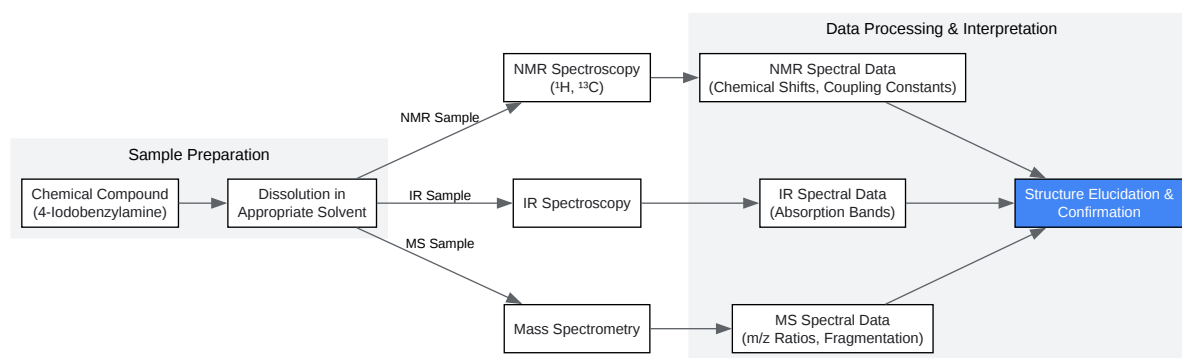 Data Processing & Interpretation
NMR Spectroscopy
(¹H, ¹³C)
NMR Spectral Data
(Chemical Shifts, Coupling Constants)
NMR Sample
Sample Preparation
Chemical Compound
(4-Iodobenzylamine)
Dissolution in
Appropriate Solvent
IR Sample
IR Spectroscopy
IR Spectral Data
(Absorption Bands)
Structure Elucidation &
Confirmation
MS Sample
Mass Spectrometry
MS Spectral Data
(m/z Ratios, Fragmentation)